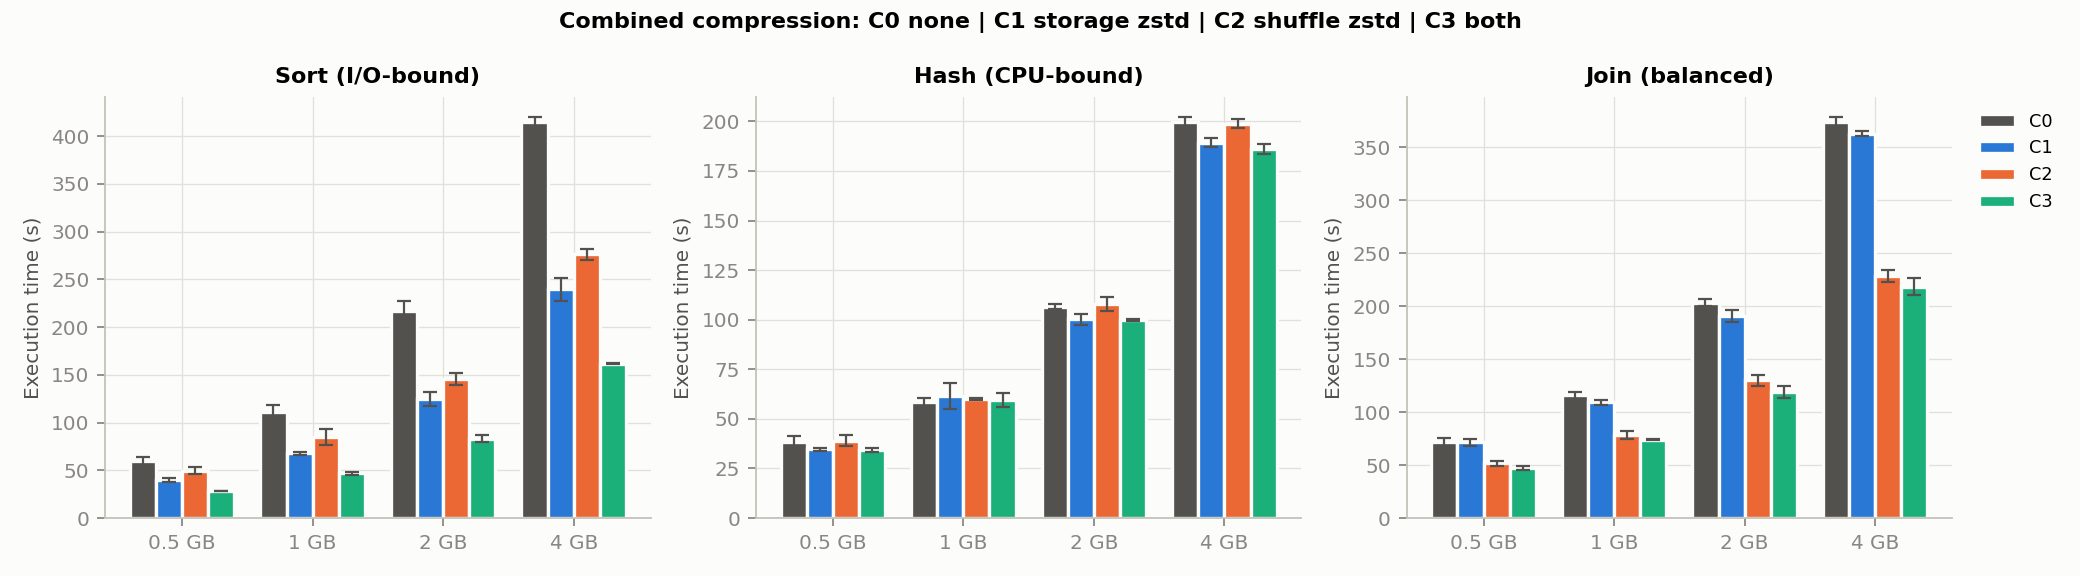 Combined compression: C0 none | C1 storage zstd | C2 shuffle zstd | C3 both
Sort (I/O-bound)
Execution time (s)
400
350
300
250
200
150
100
50
0
0.5 GB
1 GB
2 GB
4 GB
Hash (CPU-bound)
Execution time (s)
200
175
150
125
100
75
50
25
0
0.5 GB
1 GB
2 GB
4 GB
Join (balanced)
Execution time (s)
350
300
250
200
150
100
50
0
0.5 GB
1 GB
2 GB
4 GB
C0
C1
C2
C3